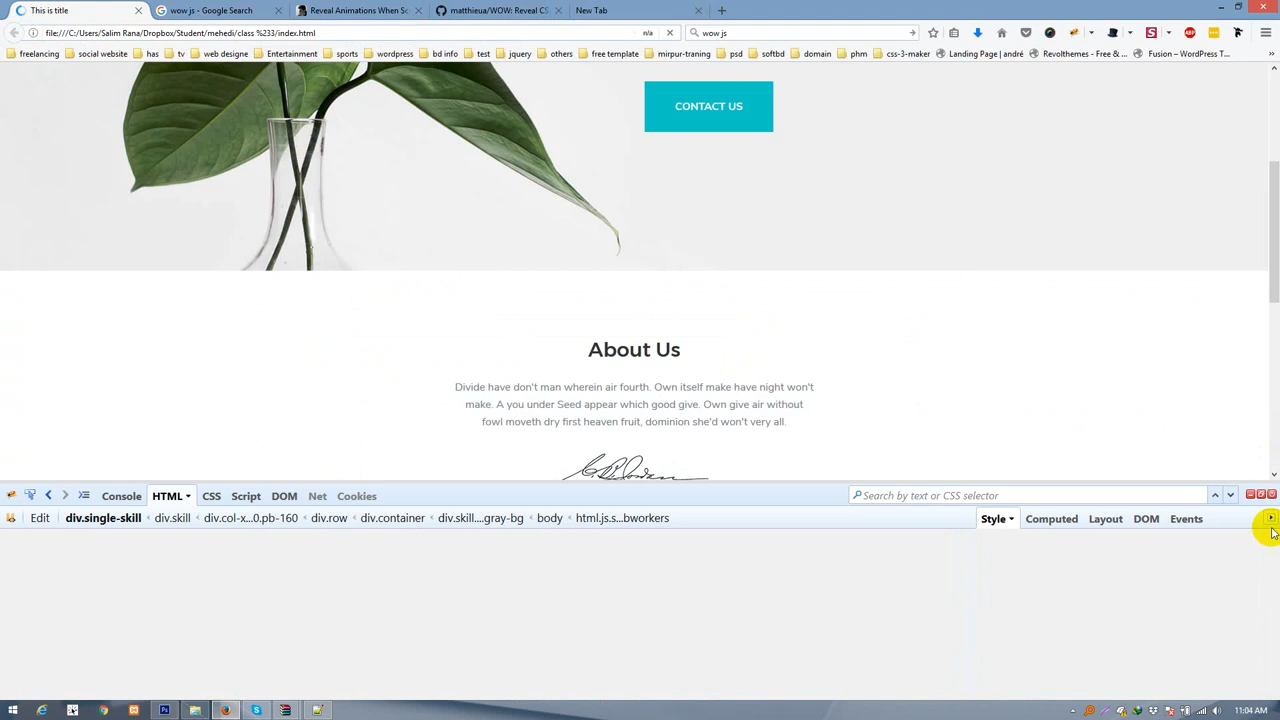 This is title
wow js - Google Search
Reveal Animations When Sc
matthieua/WOW: Reveal CS
New Tab
file:///C:/Users/Salim Rana/Dropbox/Student/mehedi/class %233/index.html
n/a
wow js
freelancing
social website
has
tv
web designe
Entertainment
sports
wordpress
bd info
test
jquery
others
free template
mirpur-traning
psd
softbd
domain
phm
css-3-maker
Landing Page | andré
Revolthemes - Free & ...
Fusion – WordPress T...
CONTACT US
About Us
Divide have don't man wherein air fourth. Own itself make have night won't
make. A you under Seed appear which good give. Own give air without
fowl moveth dry first heaven fruit, dominion she'd won't very all.
Console
HTML
CSS
Script
DOM
Net
Cookies
Search by text or CSS selector
Edit
div.single-skill
div.skill
div.col-x...0.pb-160
div.row
div.container
div.skill....gray-bg
body
html.js.s...bworkers
Style
Computed
Layout
DOM
Events
11:04 AM